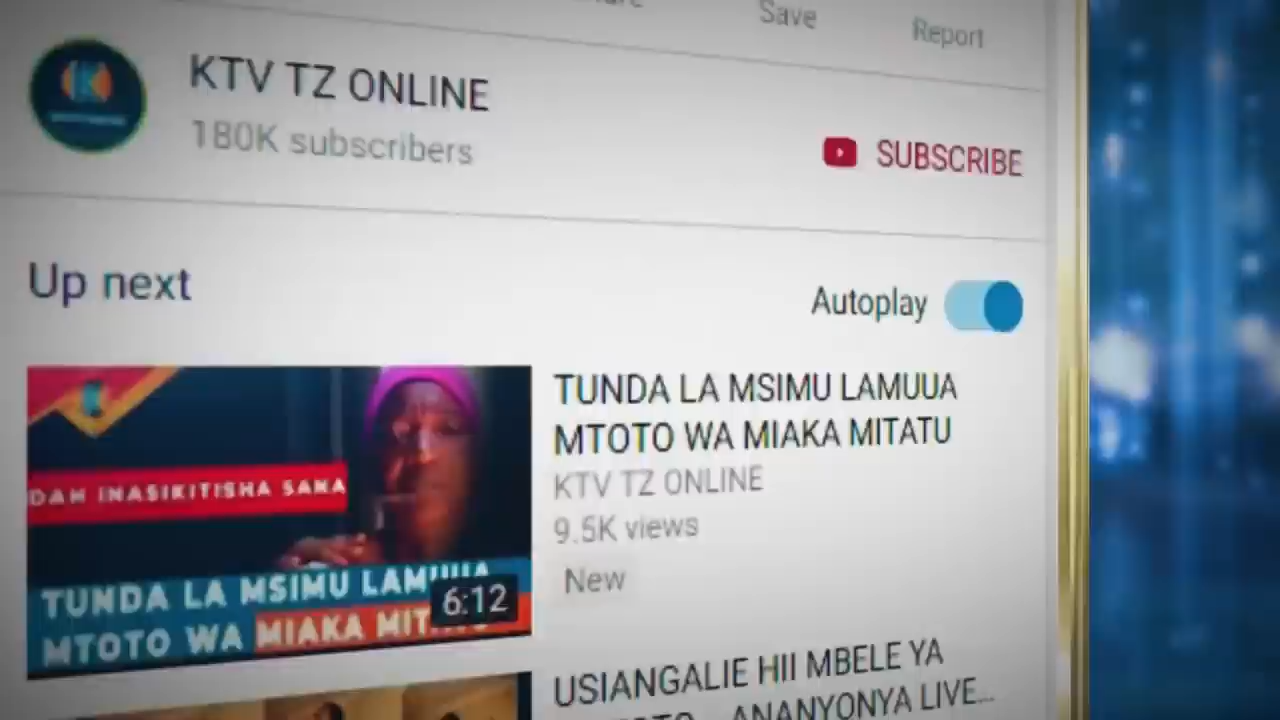 Save
Report
KTV TZ ONLINE
180K subscribers
SUBSCRIBE
Up next
Autoplay
TUNDA LA MSIMU LAMUUA
MTOTO WA MIAKA MITATU
KTV TZ ONLINE
9.5K views
New
DAH INASIKITISHA SANA
TUNDA LA MSIMU LAMUUA
MTOTO WA MIAKA
6:12
USIANGALIE HII MBELE YA
ANANYONYA LIVE...